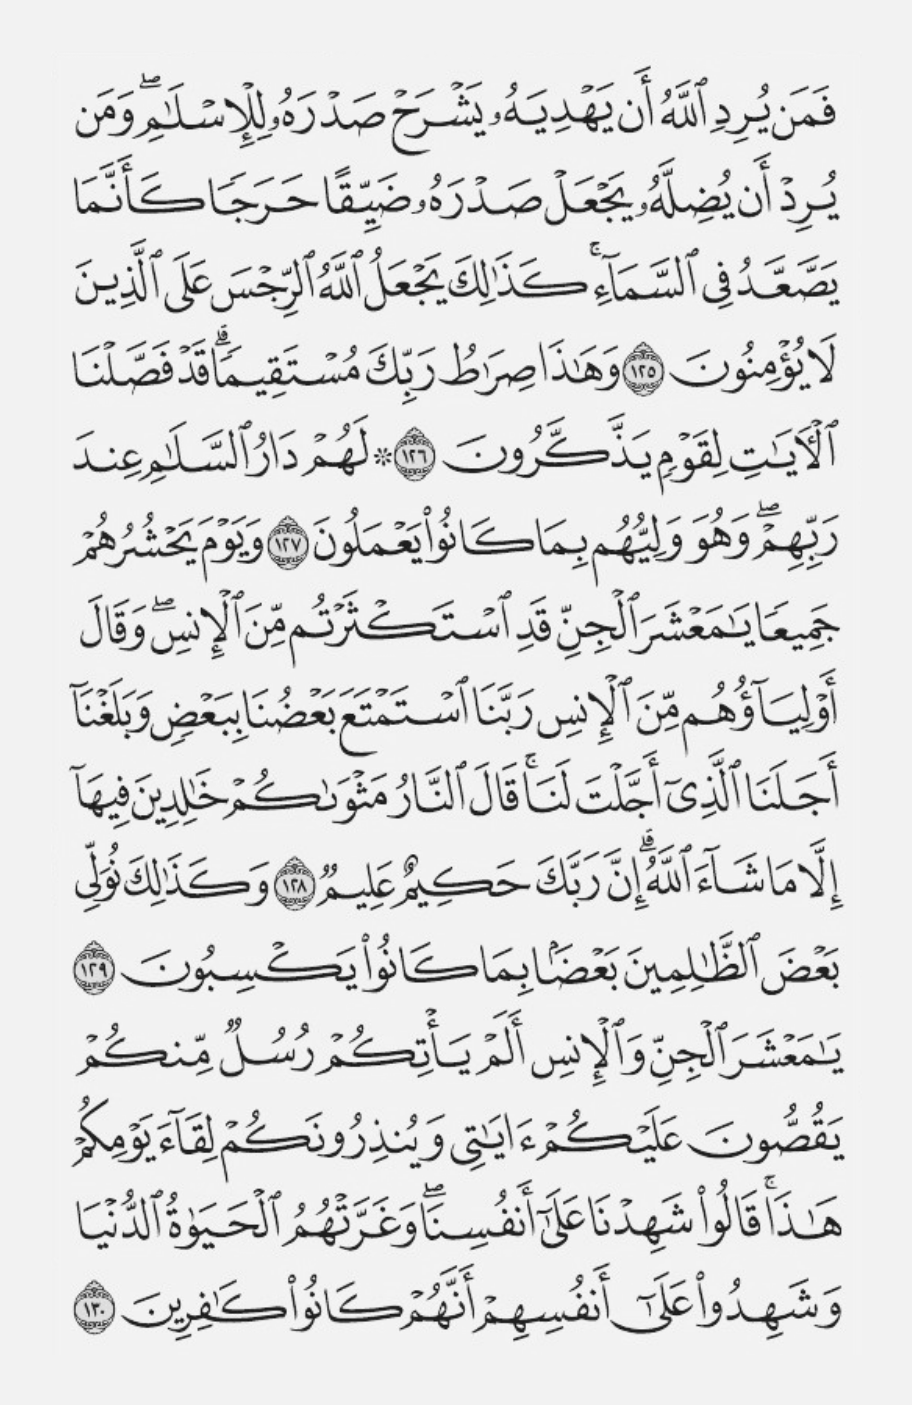 فَمَن يُرِدِ ٱللَّهُ أَن يَهْدِيَهُۥ يَشْرَحْ صَدْرَهُۥ لِلْإِسْلَـٰمِ ۖ وَمَن
يُرِدْ أَن يُضِلَّهُۥ يَجْعَلْ صَدْرَهُۥ ضَيِّقًا حَرَجًا كَأَنَّمَا
يَصَّعَّدُ فِى ٱلسَّمَآءِ ۚ كَذَٰلِكَ يَجْعَلُ ٱللَّهُ ٱلرِّجْسَ عَلَى ٱلَّذِينَ
لَا يُؤْمِنُونَ ١٢٥ وَهَـٰذَا صِرَٰطُ رَبِّكَ مُسْتَقِيمًا ۗ قَدْ فَصَّلْنَا
ٱلْـَٔايَـٰتِ لِقَوْمٍ يَذَّكَّرُونَ ١٢٦ ۞ لَهُمْ دَارُ ٱلسَّلَـٰمِ عِندَ
رَبِّهِمْ ۖ وَهُوَ وَلِيُّهُم بِمَا كَانُوا۟ يَعْمَلُونَ ١٢٧ وَيَوْمَ يَحْشُرُهُمْ
جَمِيعًا يَـٰمَعْشَرَ ٱلْجِنِّ قَدِ ٱسْتَكْثَرْتُم مِّنَ ٱلْإِنسِ ۖ وَقَالَ
أَوْلِيَآؤُهُم مِّنَ ٱلْإِنسِ رَبَّنَا ٱسْتَمْتَعَ بَعْضُنَا بِبَعْضٍ وَبَلَغْنَآ
أَجَلَنَا ٱلَّذِىٓ أَجَّلْتَ لَنَا ۚ قَالَ ٱلنَّارُ مَثْوَىٰكُمْ خَـٰلِدِينَ فِيهَآ
إِلَّا مَا شَآءَ ٱللَّهُ ۗ إِنَّ رَبَّكَ حَكِيمٌ عَلِيمٌ ١٢٨ وَكَذَٰلِكَ نُوَلِّى
بَعْضَ ٱلظَّـٰلِمِينَ بَعْضًۢا بِمَا كَانُوا۟ يَكْسِبُونَ ١٢٩
يَـٰمَعْشَرَ ٱلْجِنِّ وَٱلْإِنسِ أَلَمْ يَأْتِكُمْ رُسُلٌ مِّنكُمْ
يَقُصُّونَ عَلَيْكُمْ ءَايَـٰتِى وَيُنذِرُونَكُمْ لِقَآءَ يَوْمِكُمْ
هَـٰذَا ۚ قَالُوا۟ شَهِدْنَا عَلَىٰٓ أَنفُسِنَا ۖ وَغَرَّتْهُمُ ٱلْحَيَوٰةُ ٱلدُّنْيَا
وَشَهِدُوا۟ عَلَىٰٓ أَنفُسِهِمْ أَنَّهُمْ كَانُوا۟ كَـٰفِرِينَ ١٣٠